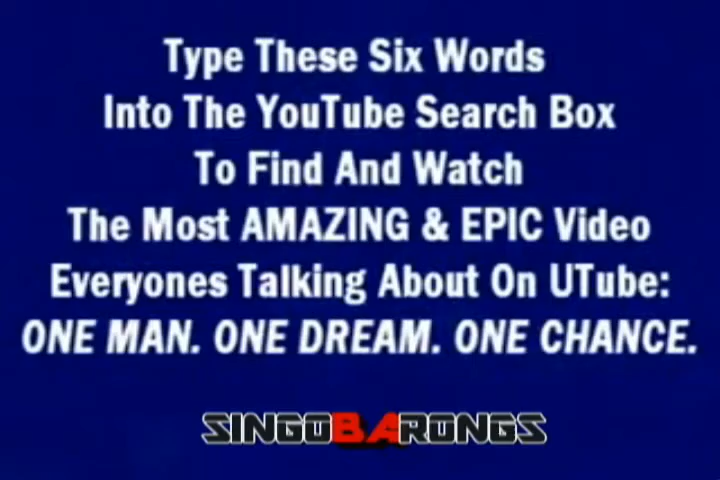 Type These Six Words
Into The YouTube Search Box
To Find And Watch
The Most AMAZING & EPIC Video
Everyones Talking About On UTube:
ONE MAN. ONE DREAM. ONE CHANCE.
SINGOBARONGS